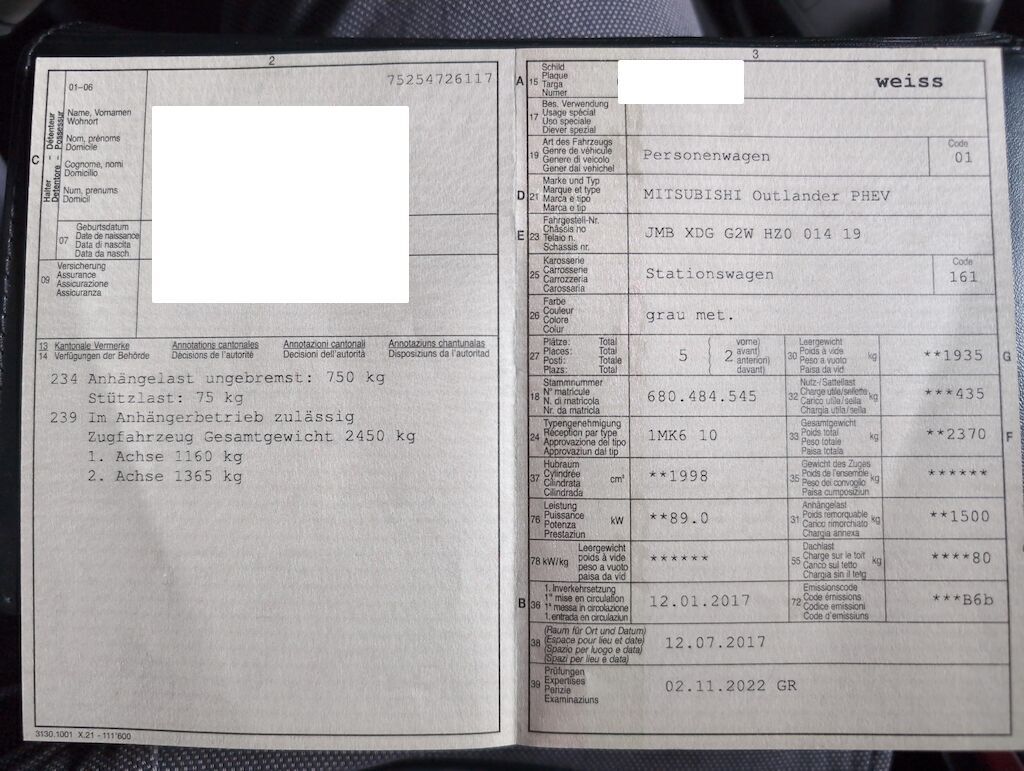 2
01–06
75254726117
C
Halter – Détenteur
Detentore – Possessur
Name, Vornamen
Wohnort
Nom, prénoms
Domicile
Cognome, nomi
Domicilio
Num, prenums
Domicil
07
Geburtsdatum
Date de naissance
Data di nascita
Data da nasch.
09
Versicherung
Assurance
Assicurazione
Assicuranza
13 Kantonale Vermerke Annotations cantonales Annotazioni cantonali Annotaziuns chantunalas
14 Verfügungen der Behörde Décisions de l'autorité Decisioni dell'autorità Disposiziuns da l'autoritad
234 Anhängelast ungebremst: 750 kg
Stützlast: 75 kg
239 Im Anhängerbetrieb zulässig
Zugfahrzeug Gesamtgewicht 2450 kg
1. Achse 1160 kg
2. Achse 1365 kg
3130.1001 X.21 - 111'600
3
A 15
Schild
Plaque
Targa
Numer
weiss
17
Bes. Verwendung
Usage spécial
Uso speciale
Diever spezial
19
Art des Fahrzeugs
Genre de véhicule
Genere di veicolo
Gener dal vehichel
Personenwagen
Code
01
D 21
Marke und Typ
Marque et type
Marca e tipo
Marca e tip
MITSUBISHI Outlander PHEV
E 23
Fahrgestell-Nr.
Châssis no
Telaio n.
Schassis nr.
JMB XDG G2W HZ0 014 19
25
Karosserie
Carrosserie
Carrozzeria
Carossaria
Stationswagen
Code
161
26
Farbe
Couleur
Colore
Colur
grau met.
27
Plätze: Total
Places: Total
Posti: Totale
Plazs: Total
5
2
vorne)
avant)
anteriori)
davant)
30
Leergewicht
Poids à vide
Peso a vuoto
Paisa da vid
kg
**1935
G
18
Stammnummer
N° matricule
N. di matricola
Nr. da matricla
680.484.545
32
Nutz-/Sattellast
Charge utile/sellette
Carico utile/sella
Chargia utila/sella
kg
***435
24
Typengenehmigung
Réception par type
Approvazione del tipo
Approvaziun dal tip
1MK6 10
33
Gesamtgewicht
Poids total
Peso totale
Paisa totala
kg
**2370
F
37
Hubraum
Cylindrée
Cilindrata
Cilindrada
cm³
**1998
35
Gewicht des Zuges
Poids de l'ensemble
Peso del convoglio
Paisa cumposiziun
kg
******
76
Leistung
Puissance
Potenza
Prestaziun
kW
**89.0
31
Anhängelast
Poids remorquable
Carico rimorchiato
Chargia annexa
kg
**1500
78 kW/kg
Leergewicht
poids à vide
peso a vuoto
paisa da vid
******
55
Dachlast
Charge sur le toit
Carico sul tetto
Chargia sin il tetg
kg
****80
B 36
1. Inverkehrsetzung
1re mise en circulation
1a messa in circolazione
1. entrada en circulaziun
12.01.2017
72
Emissionscode
Code émissions
Codice emissioni
Code d'emissiuns
***B6b
38
(Raum für Ort und Datum)
(Espace pour lieu et date)
(Spazio per luogo e data)
(Spazi per lieu e data)
12.07.2017
39
Prüfungen
Expertises
Perizie
Examinaziuns
02.11.2022 GR